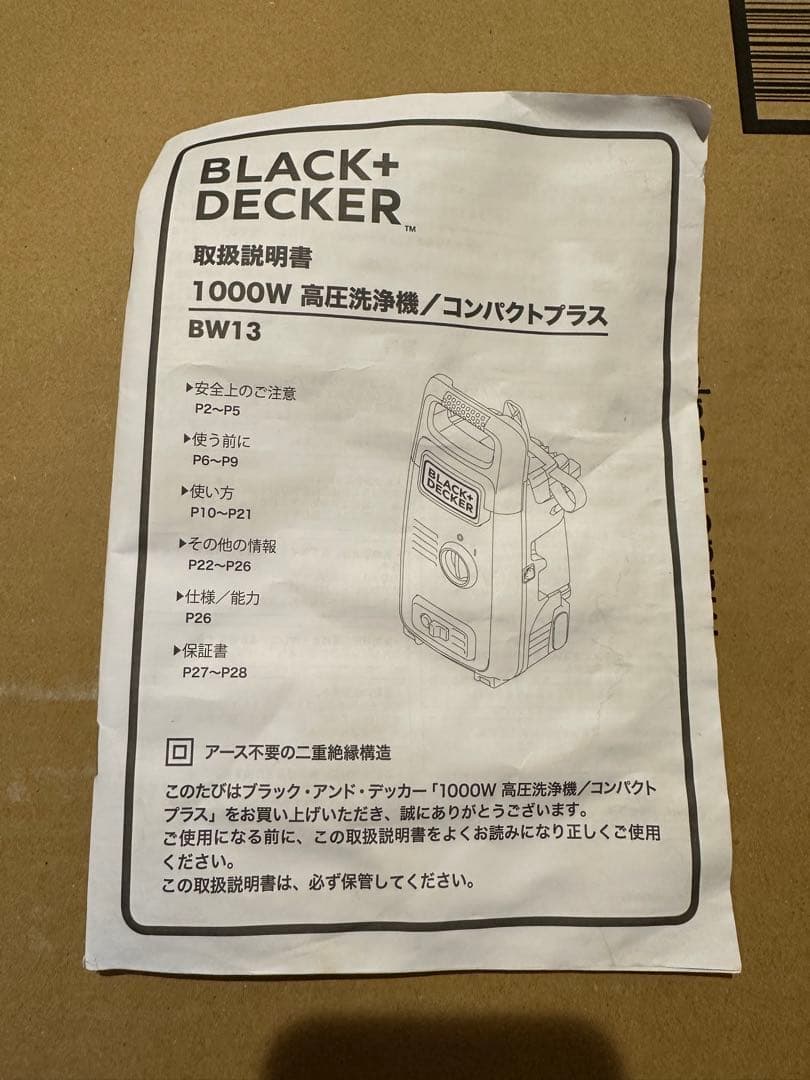 BLACK+
DECKER™
取扱説明書
1000W 高圧洗浄機／コンパクトプラス
BW13
▶安全上のご注意
P2〜P5
▶使う前に
P6〜P9
▶使い方
P10〜P21
▶その他の情報
P22〜P26
▶仕様／能力
P26
▶保証書
P27〜P28
BLACK+
DECKER
アース不要の二重絶縁構造
このたびはブラック・アンド・デッカー「1000W 高圧洗浄機／コンパクト
プラス」をお買い上げいただき、誠にありがとうございます。
ご使用になる前に、この取扱説明書をよくお読みになり正しくご使用
ください。
この取扱説明書は、必ず保管してください。